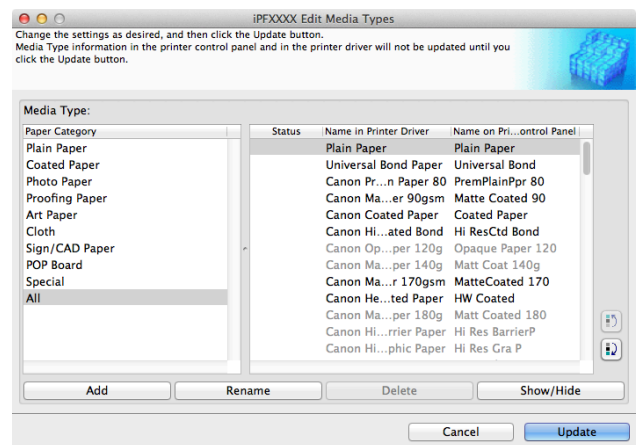 iPFXXXX Edit Media Types
Change the settings as desired, and then click the Update button.
Media Type information in the printer control panel and in the printer driver will not be updated until you
click the Update button.
Media Type:
Paper Category
Plain Paper
Coated Paper
Photo Paper
Proofing Paper
Art Paper
Cloth
Sign/CAD Paper
POP Board
Special
All
Status Name in Printer Driver Name on Pri...ontrol Panel
Plain Paper Plain Paper
Universal Bond Paper Universal Bond
Canon Pr...n Paper 80 PremPlainPpr 80
Canon Ma...er 90gsm Matte Coated 90
Canon Coated Paper Coated Paper
Canon Hi...ated Bond Hi ResCtd Bond
Canon Op...per 120g Opaque Paper 120
Canon Ma...per 140g Matt Coat 140g
Canon Ma...r 170gsm MatteCoated 170
Canon He...ted Paper HW Coated
Canon Ma...per 180g Matt Coated 180
Canon Hi...rrier Paper Hi Res BarrierP
Canon Hi...phic Paper Hi Res Gra P
Add Rename Delete Show/Hide
Cancel Update